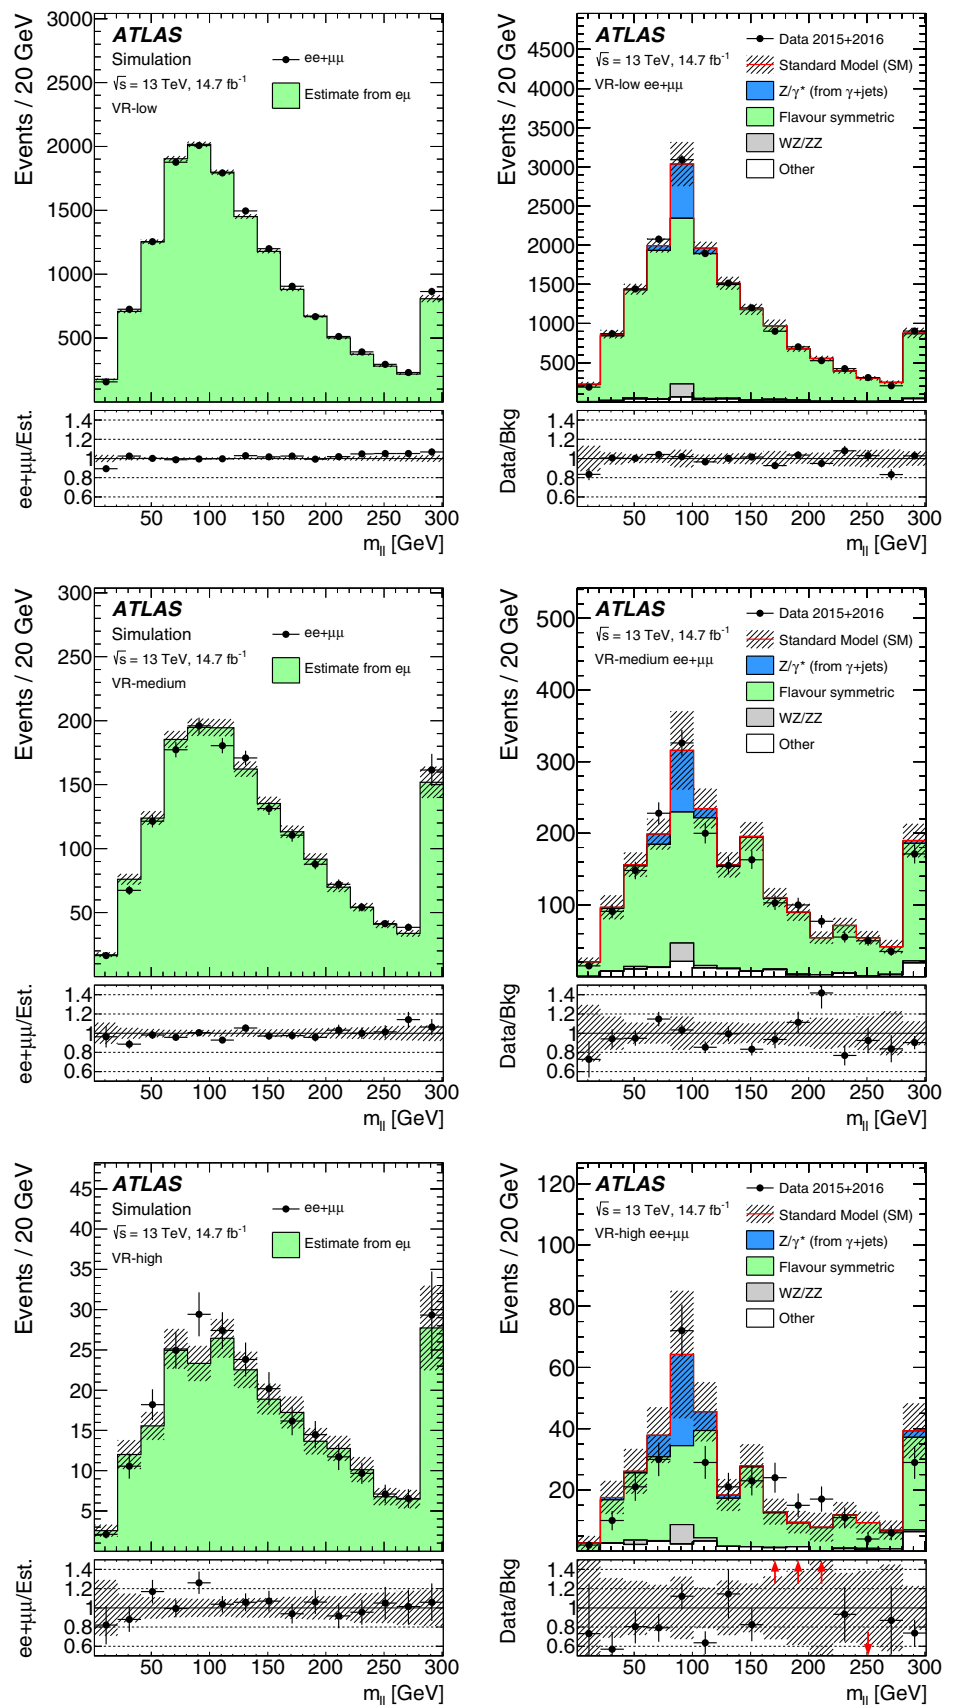 ATLAS
Simulation
√s = 13 TeV, 14.7 fb⁻¹
VR-low
ee+μμ
Estimate from eμ
Events / 20 GeV
3000
2500
2000
1500
1000
500
ee+μμ/Est.
1.4
1.2
1
0.8
0.6
50 100 150 200 250 300
m_ll [GeV]
ATLAS
√s = 13 TeV, 14.7 fb⁻¹
VR-low ee+μμ
Data 2015+2016
Standard Model (SM)
Z/γ* (from γ+jets)
Flavour symmetric
WZ/ZZ
Other
Events / 20 GeV
4500
4000
3500
3000
2500
2000
1500
1000
500
Data/Bkg
1.4
1.2
1
0.8
0.6
50 100 150 200 250 300
m_ll [GeV]
ATLAS
Simulation
√s = 13 TeV, 14.7 fb⁻¹
VR-medium
ee+μμ
Estimate from eμ
Events / 20 GeV
300
250
200
150
100
50
ee+μμ/Est.
1.4
1.2
1
0.8
0.6
50 100 150 200 250 300
m_ll [GeV]
ATLAS
√s = 13 TeV, 14.7 fb⁻¹
VR-medium ee+μμ
Data 2015+2016
Standard Model (SM)
Z/γ* (from γ+jets)
Flavour symmetric
WZ/ZZ
Other
Events / 20 GeV
500
400
300
200
100
Data/Bkg
1.4
1.2
1
0.8
0.6
50 100 150 200 250 300
m_ll [GeV]
ATLAS
Simulation
√s = 13 TeV, 14.7 fb⁻¹
VR-high
ee+μμ
Estimate from eμ
Events / 20 GeV
45
40
35
30
25
20
15
10
5
ee+μμ/Est.
1.4
1.2
1
0.8
0.6
50 100 150 200 250 300
m_ll [GeV]
ATLAS
√s = 13 TeV, 14.7 fb⁻¹
VR-high ee+μμ
Data 2015+2016
Standard Model (SM)
Z/γ* (from γ+jets)
Flavour symmetric
WZ/ZZ
Other
Events / 20 GeV
120
100
80
60
40
20
Data/Bkg
1.4
1.2
1
0.8
0.6
50 100 150 200 250 300
m_ll [GeV]